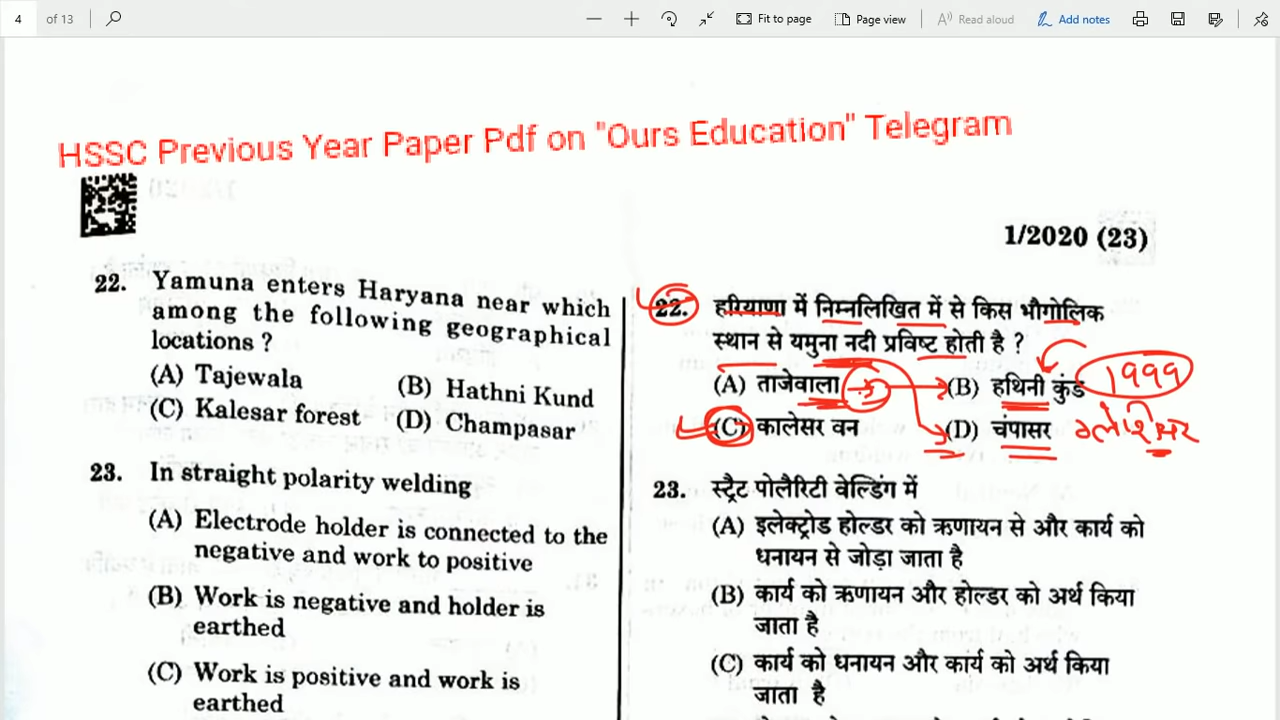 4 of 13
Fit to page
Page view
Read aloud
Add notes
HSSC Previous Year Paper Pdf on "Ours Education" Telegram
1/2020 (23)
22. Yamuna enters Haryana near which
among the following geographical
locations ?
(A) Tajewala (B) Hathni Kund
(C) Kalesar forest (D) Champasar
23. In straight polarity welding
(A) Electrode holder is connected to the
negative and work to positive
(B) Work is negative and holder is
earthed
(C) Work is positive and work is
earthed
22. हरियाणा में निम्नलिखित में से किस भौगोलिक
स्थान से यमुना नदी प्रविष्ट होती है ?
(A) ताजेवाला (B) हथिनी कुंड 1999
(C) कालेसर वन (D) चंपासर
23. स्ट्रैट पोलैरिटी वेल्डिंग में
(A) इलेक्ट्रोड होल्डर को ऋणायन से और कार्य को
धनायन से जोड़ा जाता है
(B) कार्य को ऋणायन और होल्डर को अर्थ किया
जाता है
(C) कार्य को धनायन और कार्य को अर्थ किया
जाता है